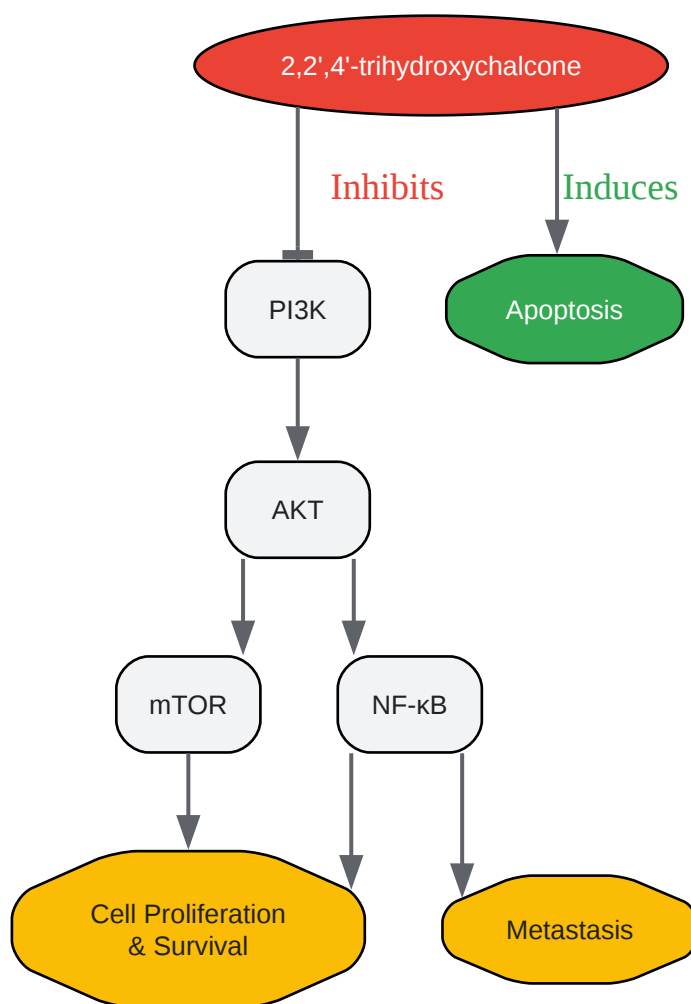 2,2',4'-trihydroxychalcone
Inhibits
Induces
PI3K
Apoptosis
AKT
mTOR
NF-κB
Cell Proliferation
& Survival
Metastasis